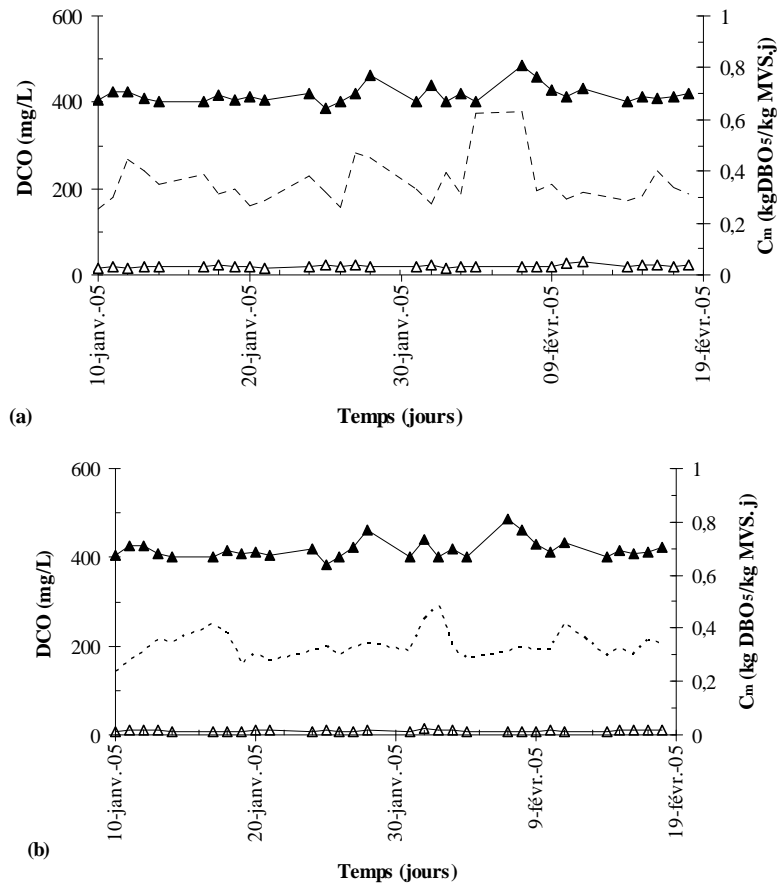 600
400
200
0
DCO (mg/L)
1
0,8
0,6
0,4
0,2
0
Cm (kgDBO5/kg MVS.j)
10-janv.-05
20-janv.-05
30-janv.-05
09-févr.-05
19-févr.-05
(a)
Temps (jours)
600
400
200
0
DCO (mg/L)
1
0,8
0,6
0,4
0,2
0
Cm (kg DBO5/kg MVS.j)
10-janv.-05
20-janv.-05
30-janv.-05
9-févr.-05
19-févr.-05
(b)
Temps (jours)